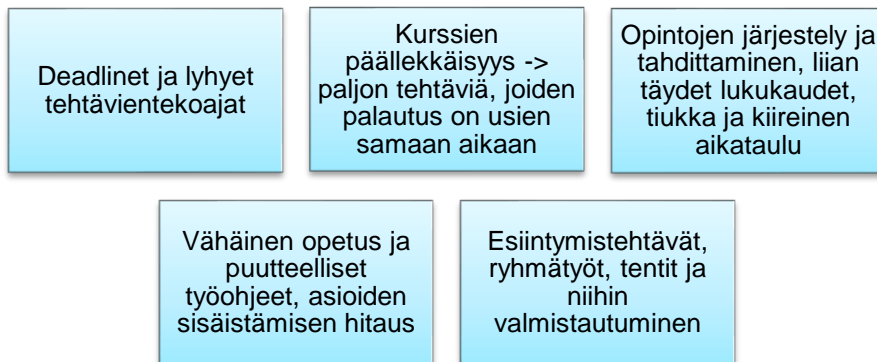 Deadlinet ja lyhyet
tehtävientekoajat
Kurssien
päällekkäisyys ->
paljon tehtäviä, joiden
palautus on usien
samaan aikaan
Opintojen järjestely ja
tahdittaminen, liian
täydet lukukaudet,
tiukka ja kiireinen
aikataulu
Vähäinen opetus ja
puutteelliset
työohjeet, asioiden
sisäistämisen hitaus
Esiintymistehtävät,
ryhmätyöt, tentit ja
niihin
valmistautuminen